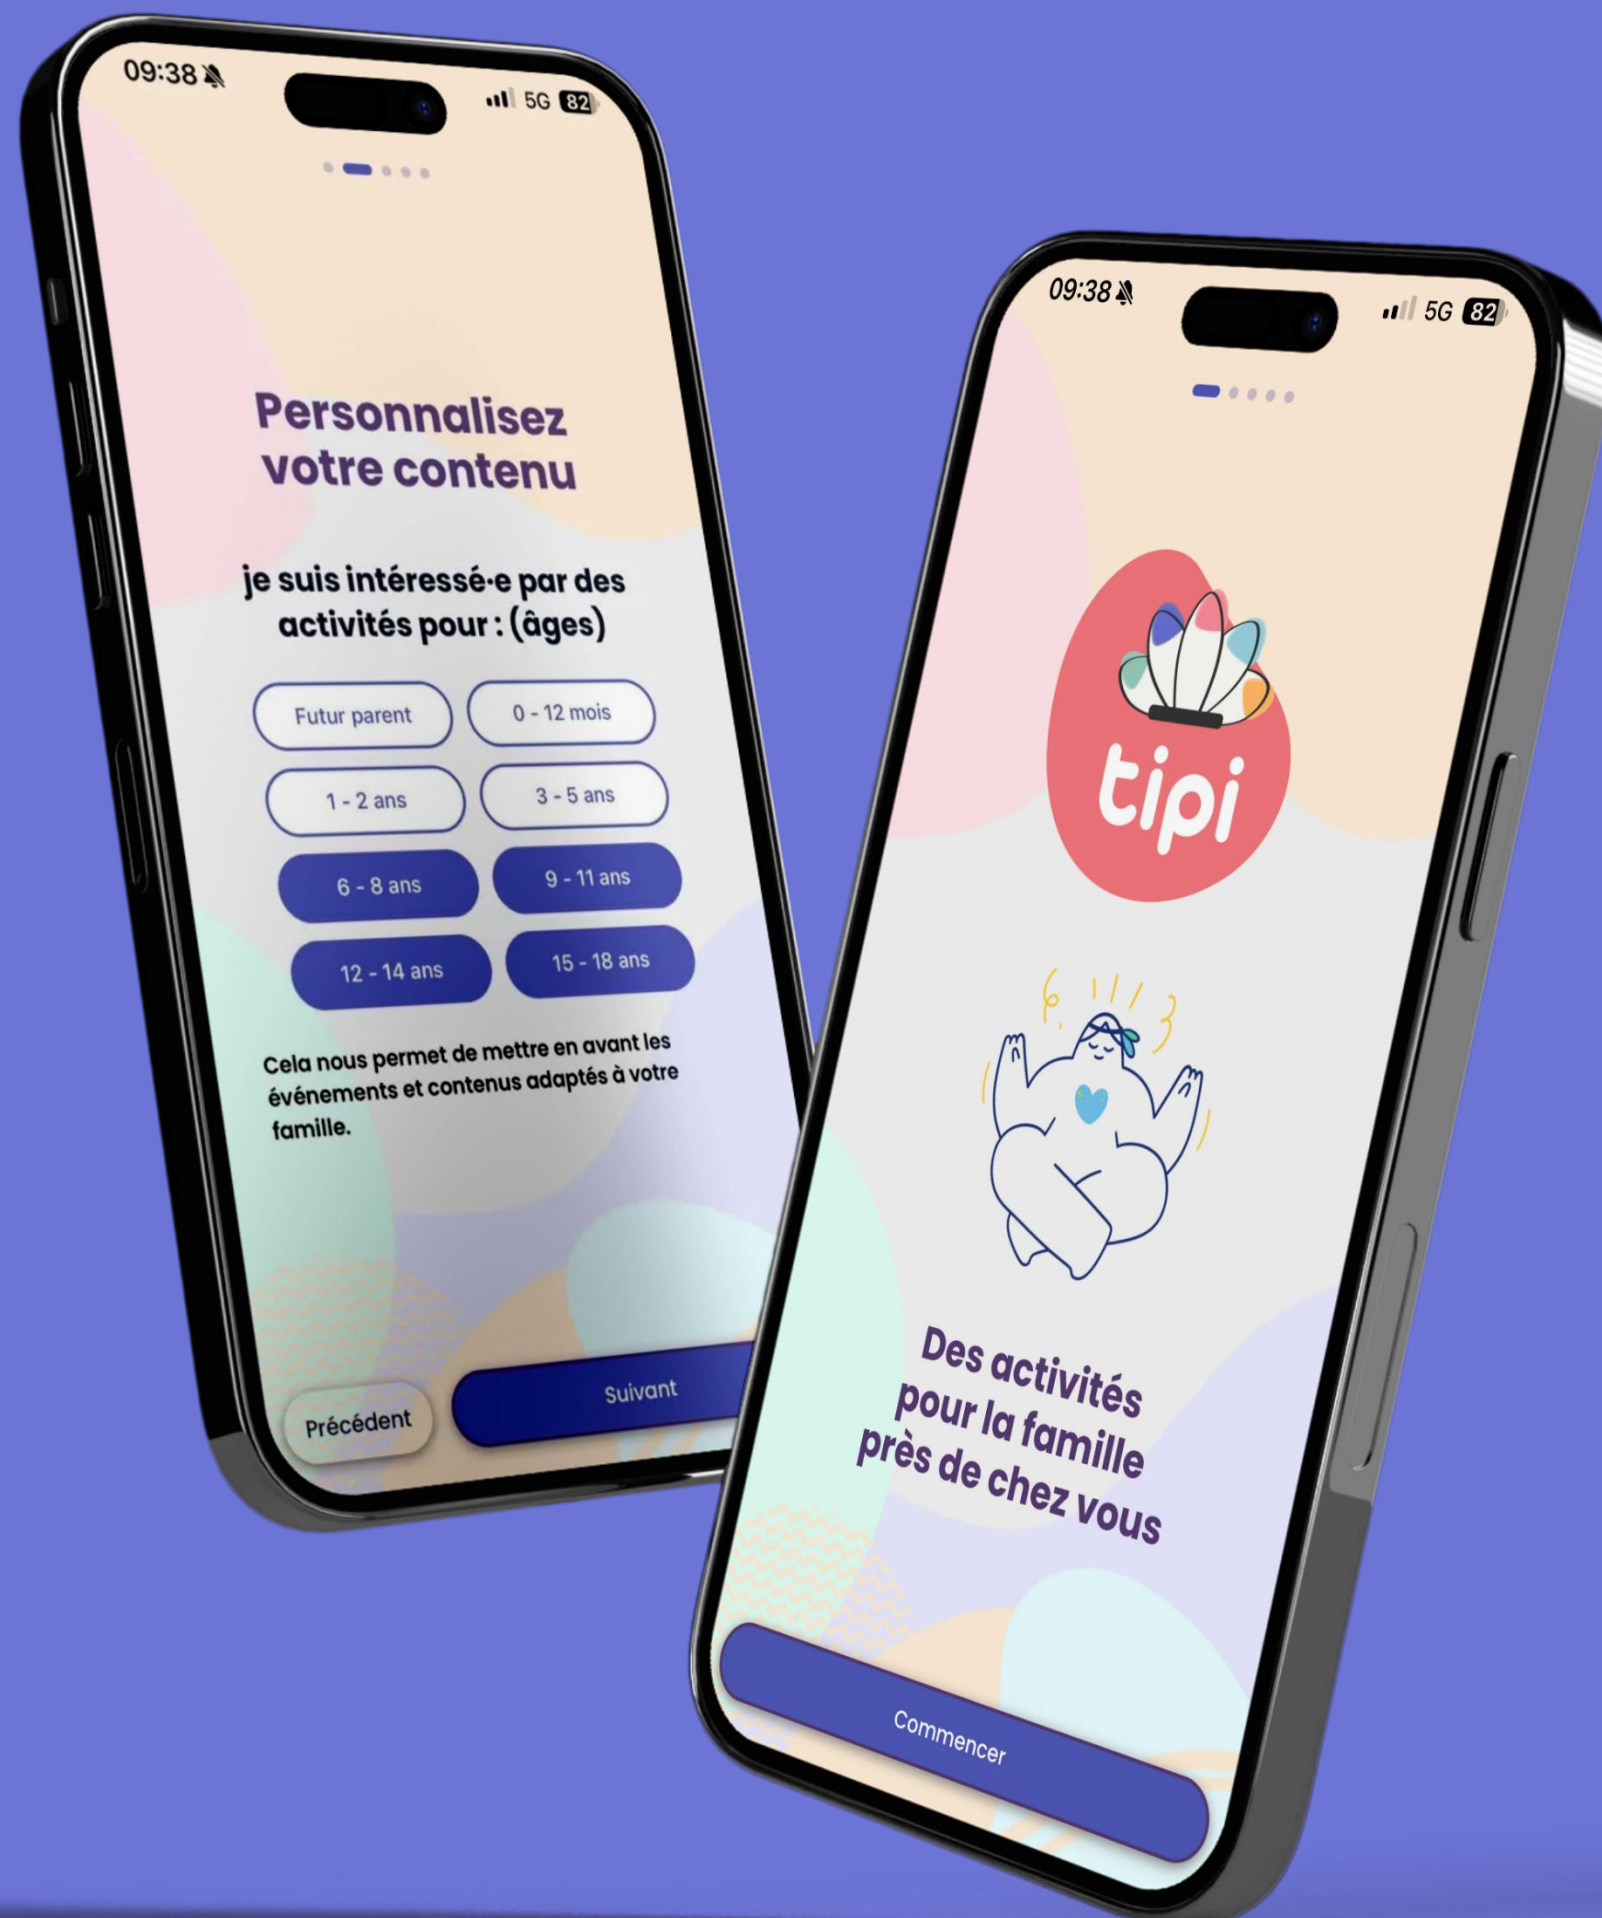 09:38
5G 82
Personnalisez
votre contenu
je suis intéressé·e par des
activités pour : (âges)
Futur parent
0 - 12 mois
1 - 2 ans
3 - 5 ans
6 - 8 ans
9 - 11 ans
12 - 14 ans
15 - 18 ans
Cela nous permet de mettre en avant les
événements et contenus adaptés à votre
famille.
Précédent
Suivant
09:38
5G 82
tipi
Des activités
pour la famille
près de chez vous
Commencer